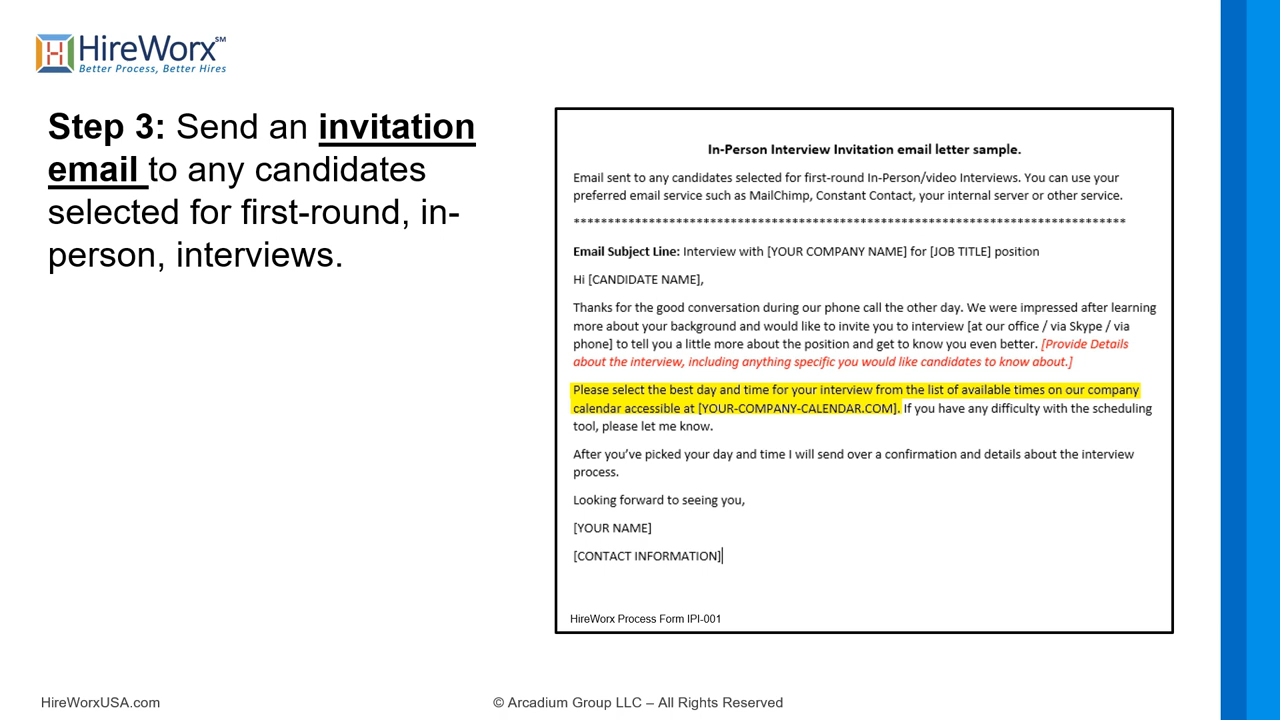 HireWorx℠
Better Process, Better Hires
Step 3: Send an invitation
email to any candidates
selected for first-round, in-
person, interviews.
In-Person Interview Invitation email letter sample.
Email sent to any candidates selected for first-round In-Person/video Interviews. You can use your
preferred email service such as MailChimp, Constant Contact, your internal server or other service.
********************************************************************************
Email Subject Line: Interview with [YOUR COMPANY NAME] for [JOB TITLE] position
Hi [CANDIDATE NAME],
Thanks for the good conversation during our phone call the other day. We were impressed after learning
more about your background and would like to invite you to interview [at our office / via Skype / via
phone] to tell you a little more about the position and get to know you even better. [Provide Details
about the interview, including anything specific you would like candidates to know about.]
Please select the best day and time for your interview from the list of available times on our company
calendar accessible at [YOUR-COMPANY-CALENDAR.COM]. If you have any difficulty with the scheduling
tool, please let me know.
After you’ve picked your day and time I will send over a confirmation and details about the interview
process.
Looking forward to seeing you,
[YOUR NAME]
[CONTACT INFORMATION]
HireWorx Process Form IPI-001
HireWorxUSA.com
© Arcadium Group LLC – All Rights Reserved